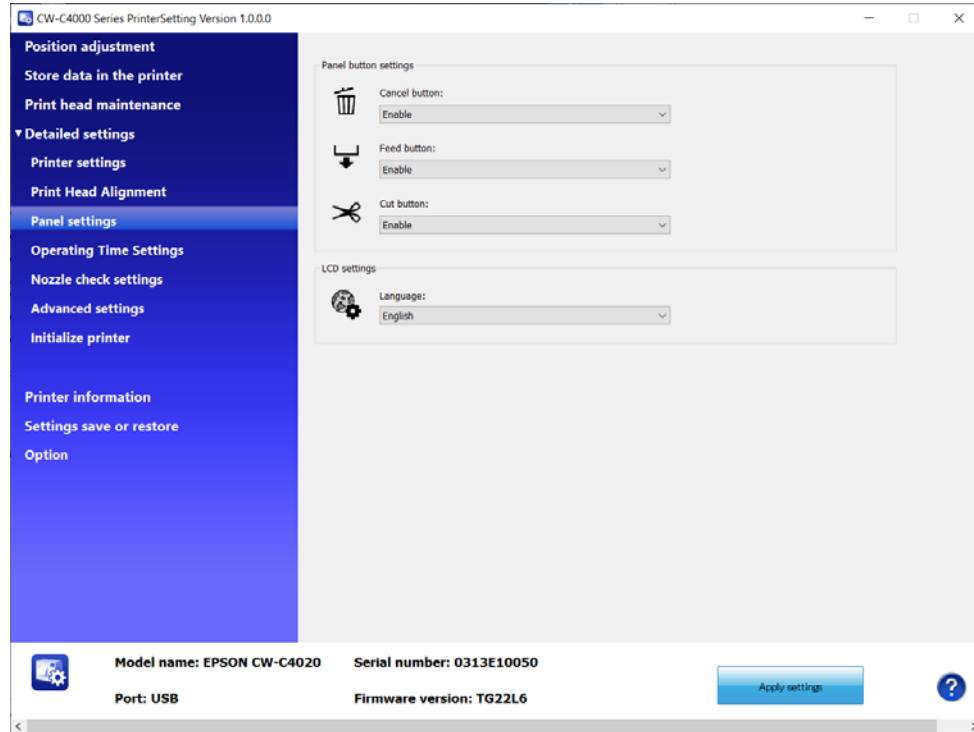 CW-C4000 Series PrinterSetting Version 1.0.0.0
Position adjustment
Store data in the printer
Print head maintenance
Detailed settings
Printer settings
Print Head Alignment
Panel settings
Operating Time Settings
Nozzle check settings
Advanced settings
Initialize printer
Printer information
Settings save or restore
Option
Panel button settings
Cancel button:
Enable
Feed button:
Enable
Cut button:
Enable
LCD settings
Language:
English
Model name: EPSON CW-C4020 Serial number: 0313E10050
Port: USB Firmware version: TG22L6
Apply settings
?